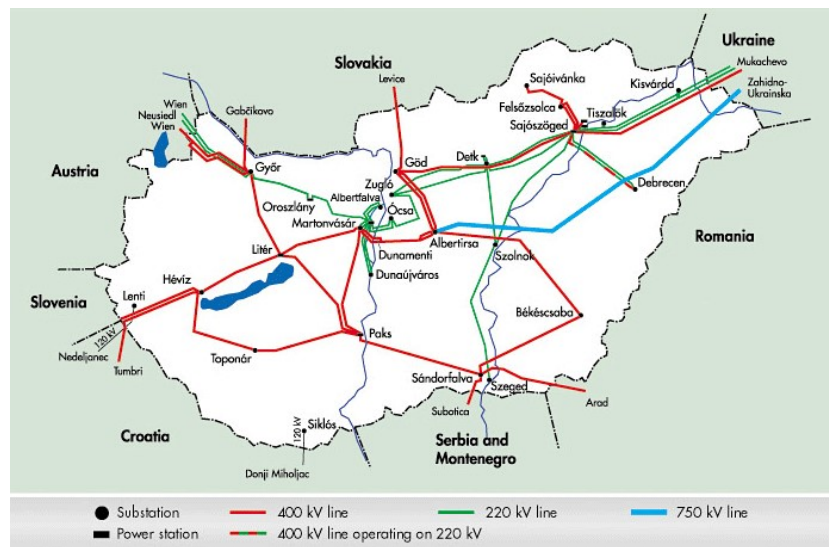 Slovakia
Levice
Ukraine
Mukachevo
Zahidno-
Ukrainska
Sajóivánka
Kisvárda
Felsőzsolca
Tiszalök
Sajószöged
Wien
Neusiedl
Wien
Gabčikovo
Austria
Győr
Göd
Detk
Zugló
Albertfalva
Ócsa
Oroszlány
Martonvásár
Debrecen
Litér
Dunamenti
Albertirsa
Szolnok
Romania
Dunaújváros
Hévíz
Slovenia
Lenti
Békéscsaba
120 kV
Paks
Nedeljanec
Tumbri
Toponár
Sándorfalva
Szeged
Arad
Subotica
Siklós
120 kV
Croatia
Serbia and
Montenegro
Donji Miholjac
Substation
400 kV line
220 kV line
750 kV line
Power station
400 kV line operating on 220 kV